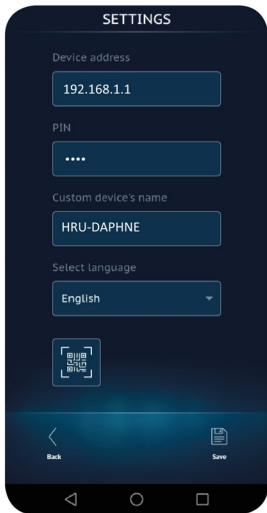 SETTINGS
Device address
192.168.1.1
PIN
••••
Custom device's name
HRU-DAPHNE
Select language
English
Back
Save